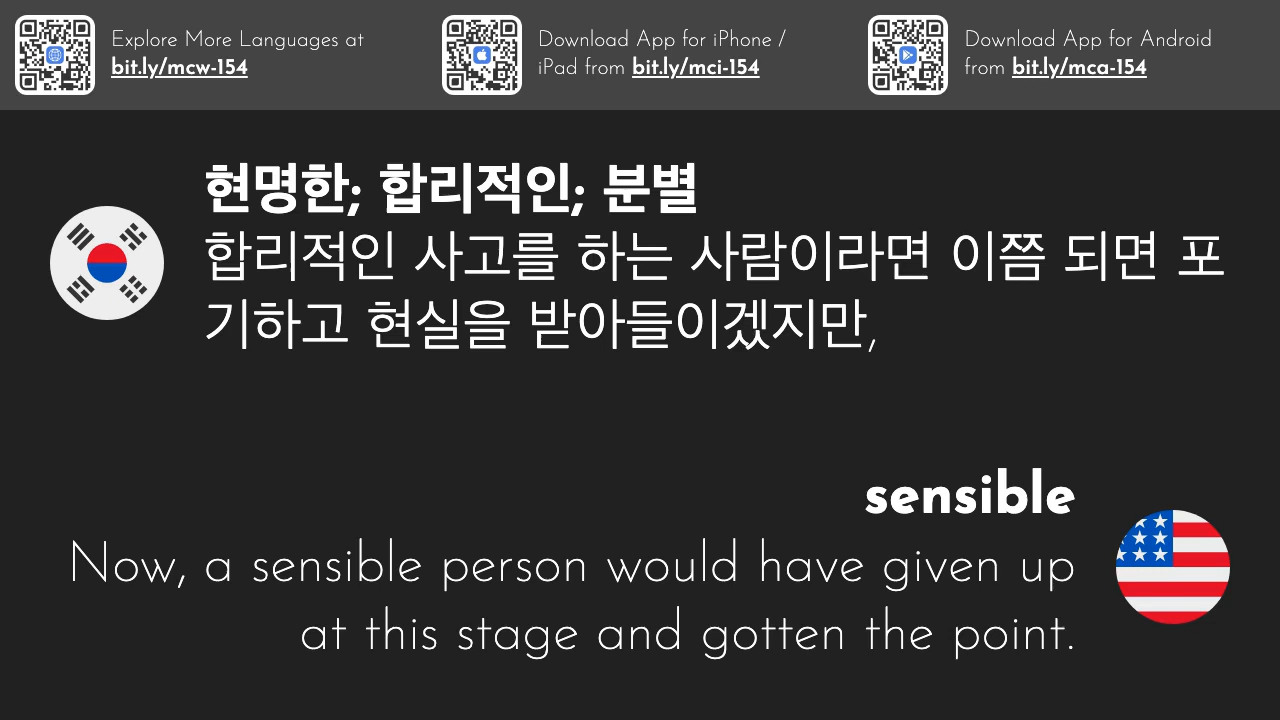 Explore More Languages at
bit.ly/mcw-154
Download App for iPhone /
iPad from bit.ly/mci-154
Download App for Android
from bit.ly/mca-154
현명한; 합리적인; 분별
합리적인 사고를 하는 사람이라면 이쯤 되면 포
기하고 현실을 받아들이겠지만,
sensible
Now, a sensible person would have given up
at this stage and gotten the point.